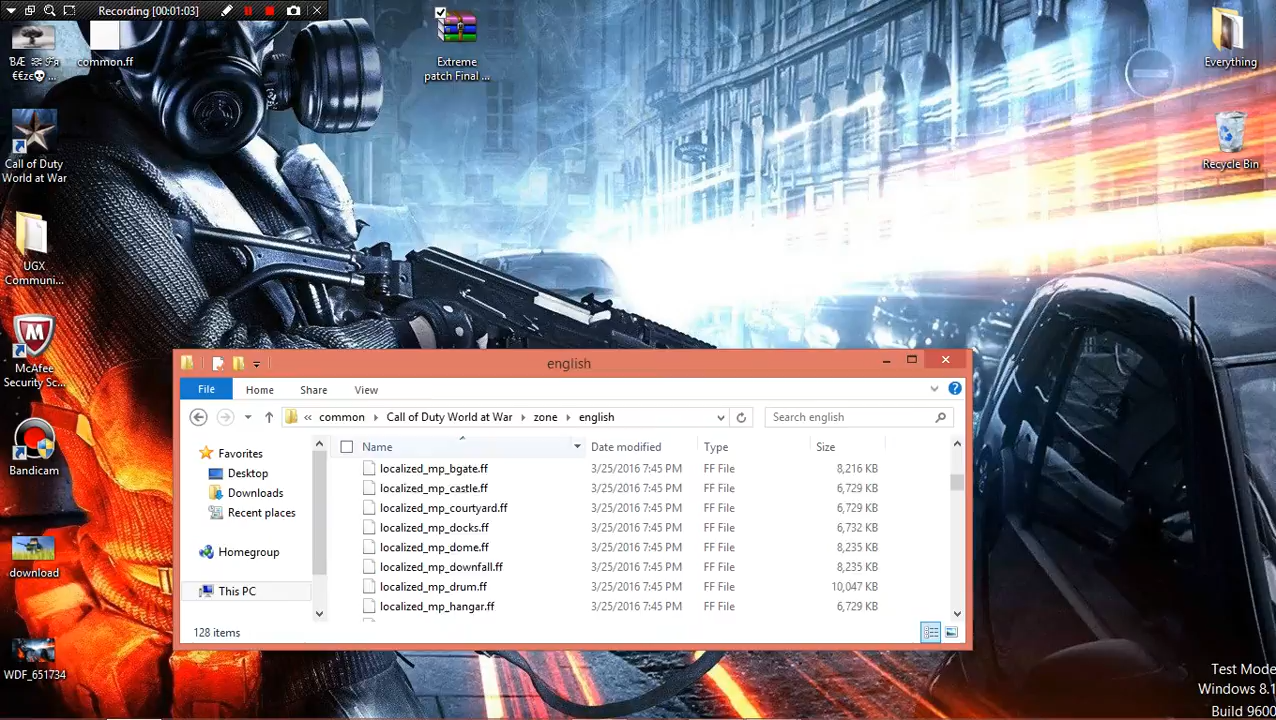 Recording [00:01:03]
common.ff
Call of Duty
World at War
UGX
Communi...
McAfee
Security Sc...
Bandicam
download
WDF_651734
Extreme
patch Final ...
Everything
Recycle Bin
english
File Home Share View
common Call of Duty World at War zone english
Search english
Favorites
Desktop
Downloads
Recent places
Homegroup
This PC
Name Date modified Type Size
localized_mp_bgate.ff 3/25/2016 7:45 PM FF File 8,216 KB
localized_mp_castle.ff 3/25/2016 7:45 PM FF File 6,729 KB
localized_mp_courtyard.ff 3/25/2016 7:45 PM FF File 6,729 KB
localized_mp_docks.ff 3/25/2016 7:45 PM FF File 6,732 KB
localized_mp_dome.ff 3/25/2016 7:45 PM FF File 8,235 KB
localized_mp_downfall.ff 3/25/2016 7:45 PM FF File 8,235 KB
localized_mp_drum.ff 3/25/2016 7:45 PM FF File 10,047 KB
localized_mp_hangar.ff 3/25/2016 7:45 PM FF File 6,729 KB
128 items
Test Mode
Windows 8.1
Build 9600